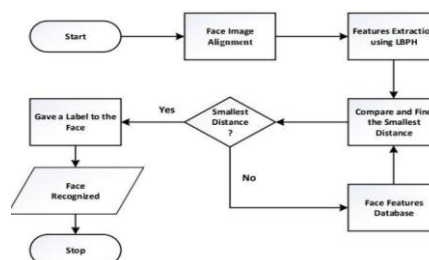 Start
Face Image
Alignment
Features Extraction
using LBPH
Gave a Label to the
Face
Yes
Smallest
Distance
?
Compare and Find
the Smallest
Distance
No
Face
Recognized
Face Features
Database
Stop